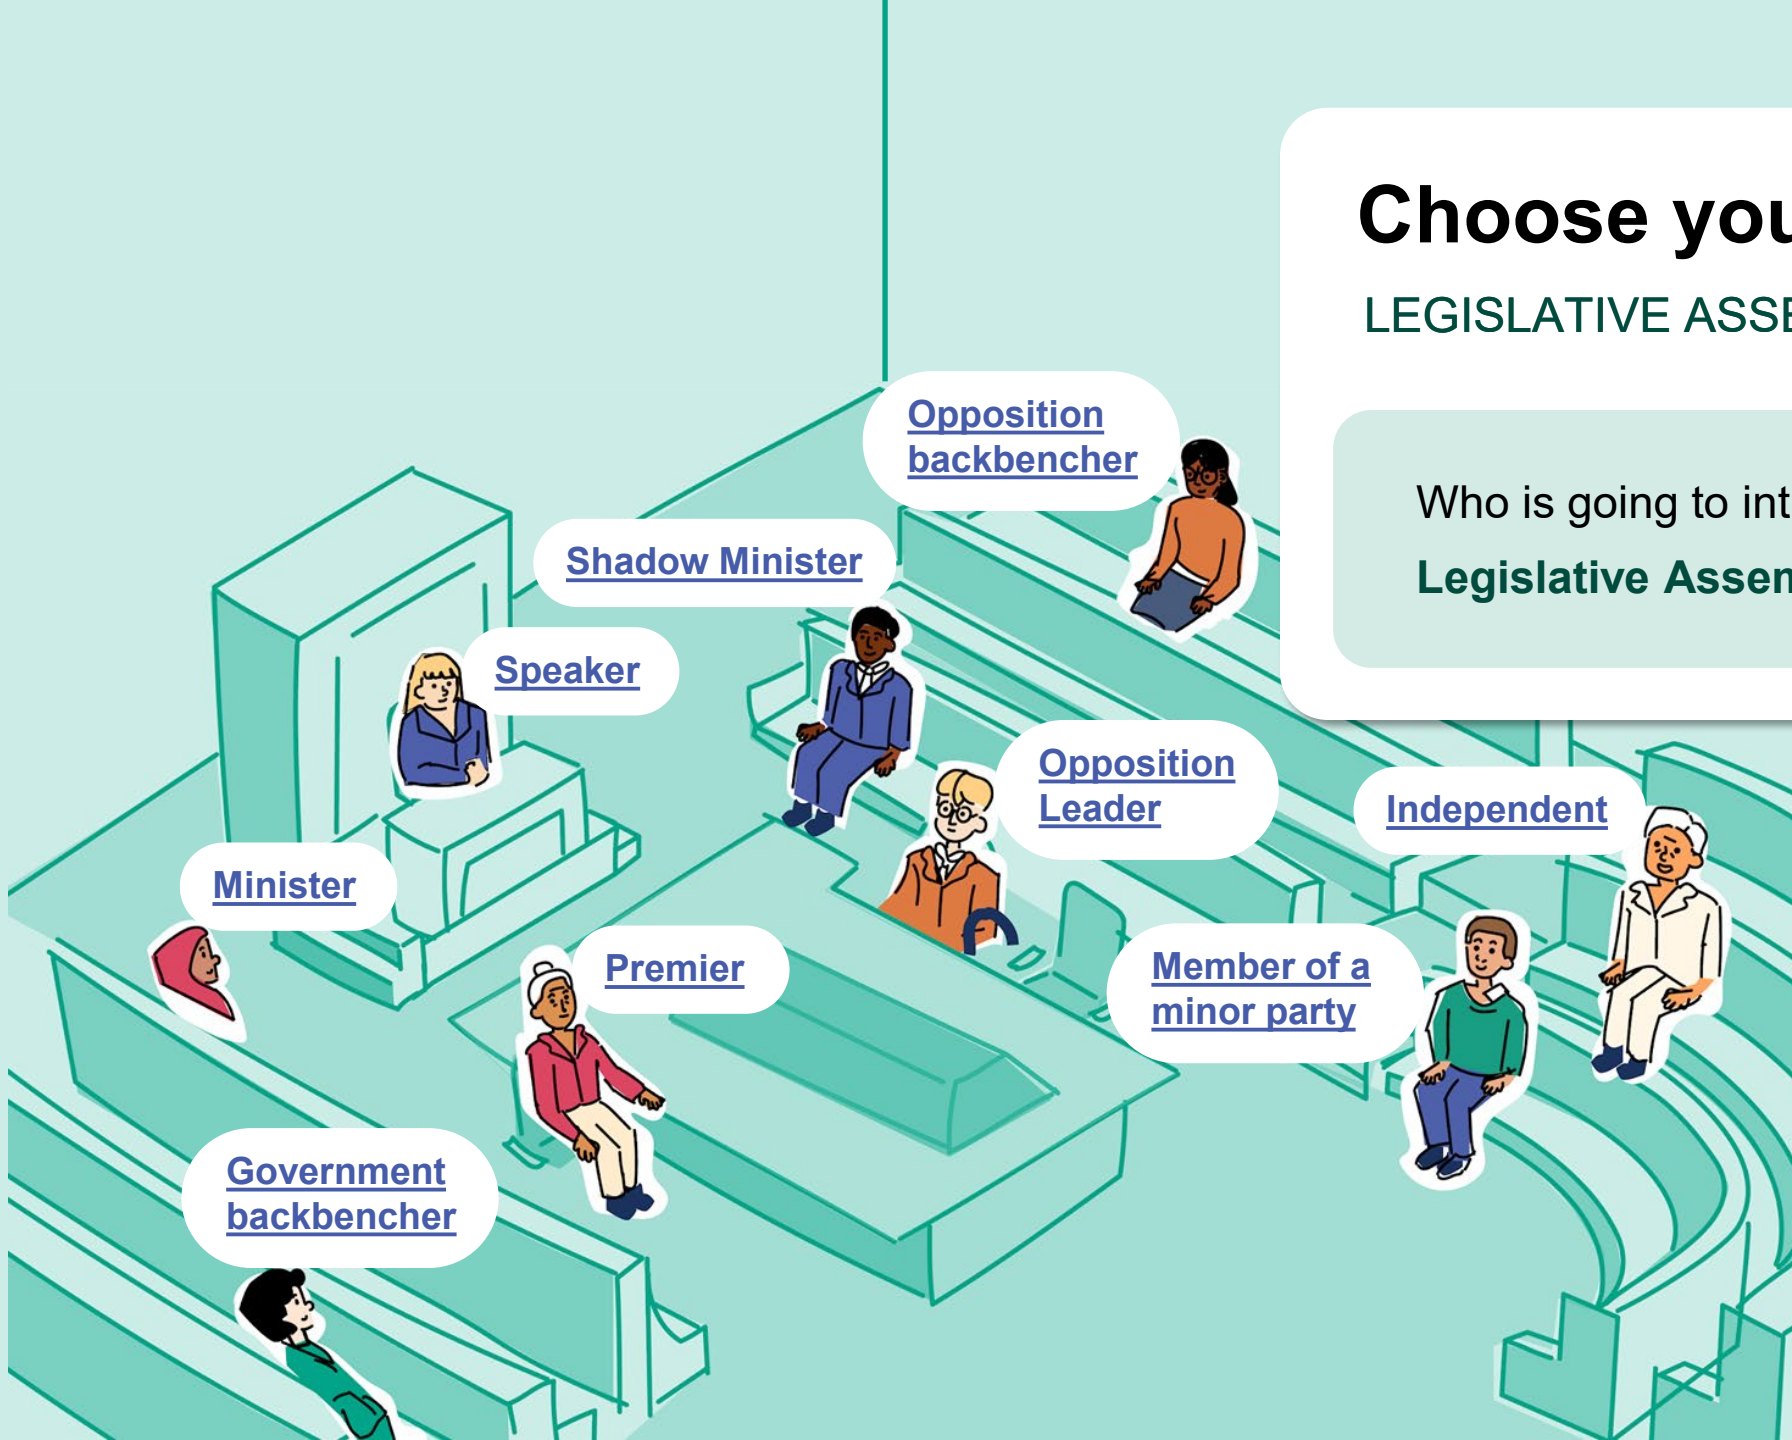 Choose you
LEGISLATIVE ASSE
Who is going to int
Legislative Assem
Opposition
backbencher
Shadow Minister
Speaker
Opposition
Leader
Independent
Minister
Premier
Member of a
minor party
Government
backbencher